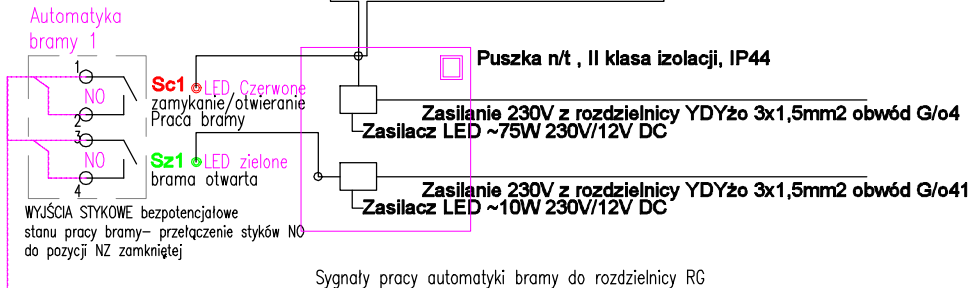 Automatyka
bramy 1
Puszka n/t , II klasa izolacji, IP44
1
NO
2
Sc1 LED Czerwone
zamykanie/otwieranie
Praca bramy
Zasilanie 230V z rozdzielnicy YDYżo 3x1,5mm2 obwód G/o4
Zasilacz LED ~75W 230V/12V DC
3
NO
4
Sz1 LED zielone
brama otwarta
Zasilanie 230V z rozdzielnicy YDYżo 3x1,5mm2 obwód G/o41
Zasilacz LED ~10W 230V/12V DC
WYJŚCIA STYKOWE bezpotencjałowe
stanu pracy bramy– przełączenie styków NO
do pozycji NZ zamkniętej
Sygnały pracy automatyki bramy do rozdzielnicy RG